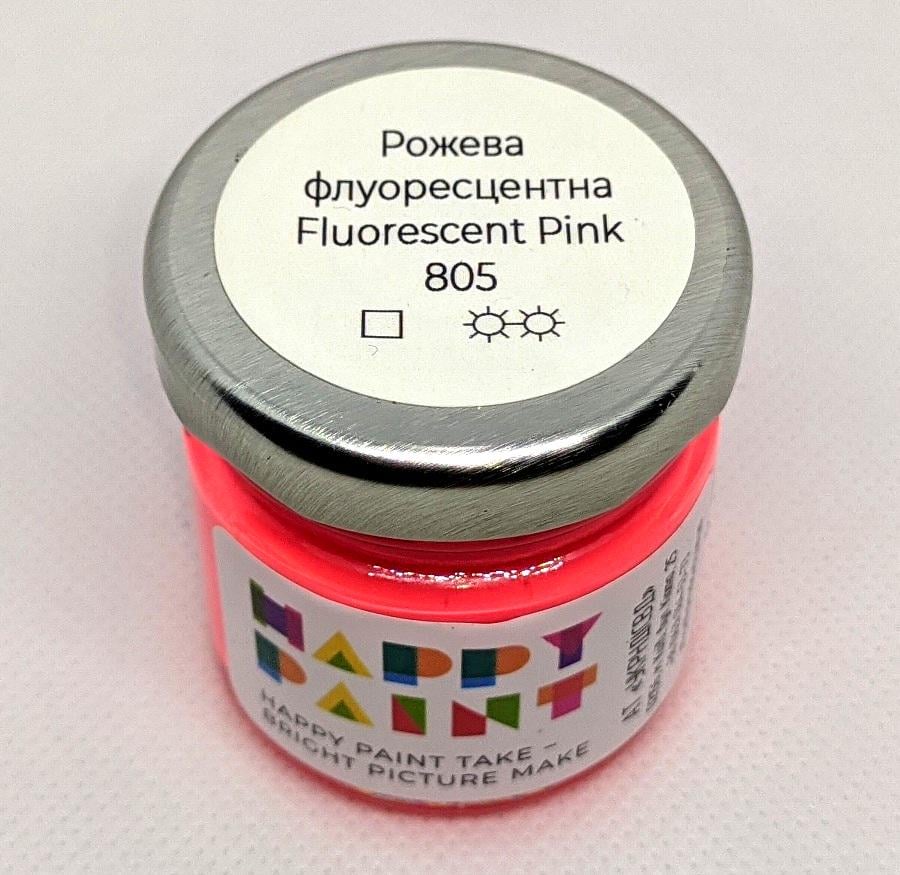 Рожева
флуоресцентна
Fluorescent Pink
805
HAPPY
PAINT
HAPPY PAINT TAKE –
BRIGHT PICTURE MAKE